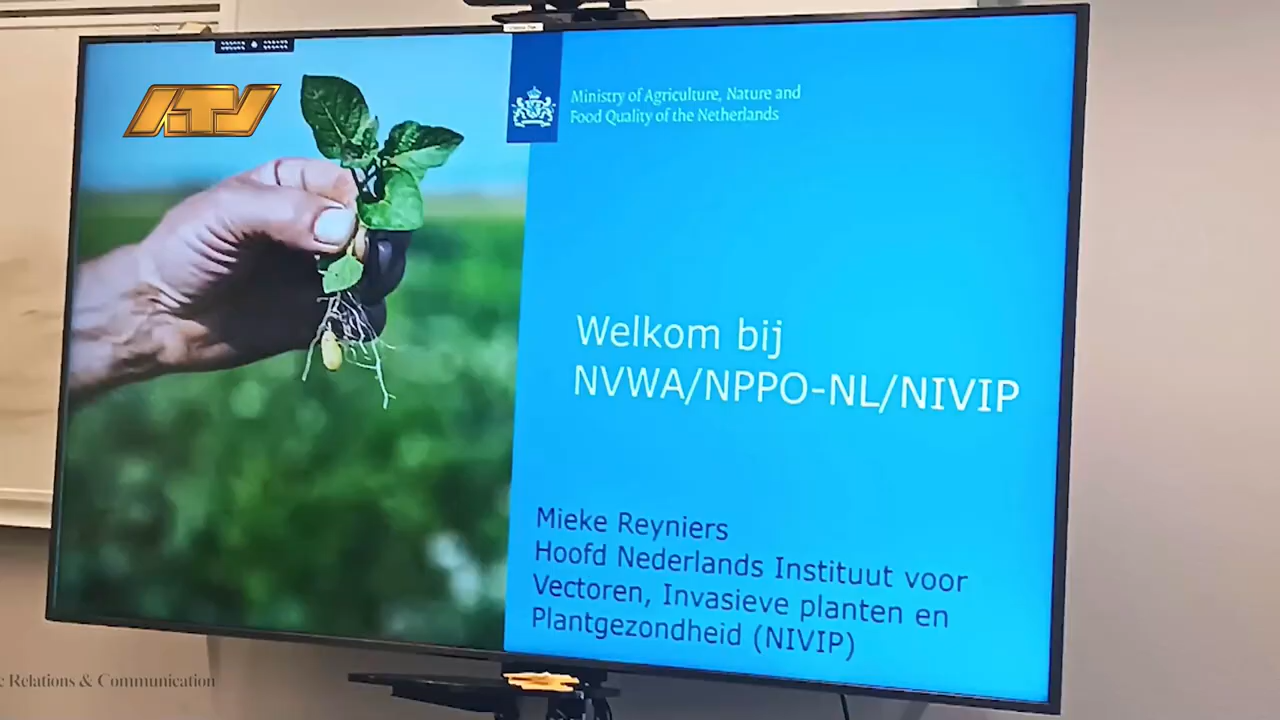 ATV
Ministry of Agriculture, Nature and
Food Quality of the Netherlands
Welkom bij
NVWA/NPPO-NL/NIVIP
Mieke Reyniers
Hoofd Nederlands Instituut voor
Vectoren, Invasieve planten en
Plantgezondheid (NIVIP)
Relations & Communication